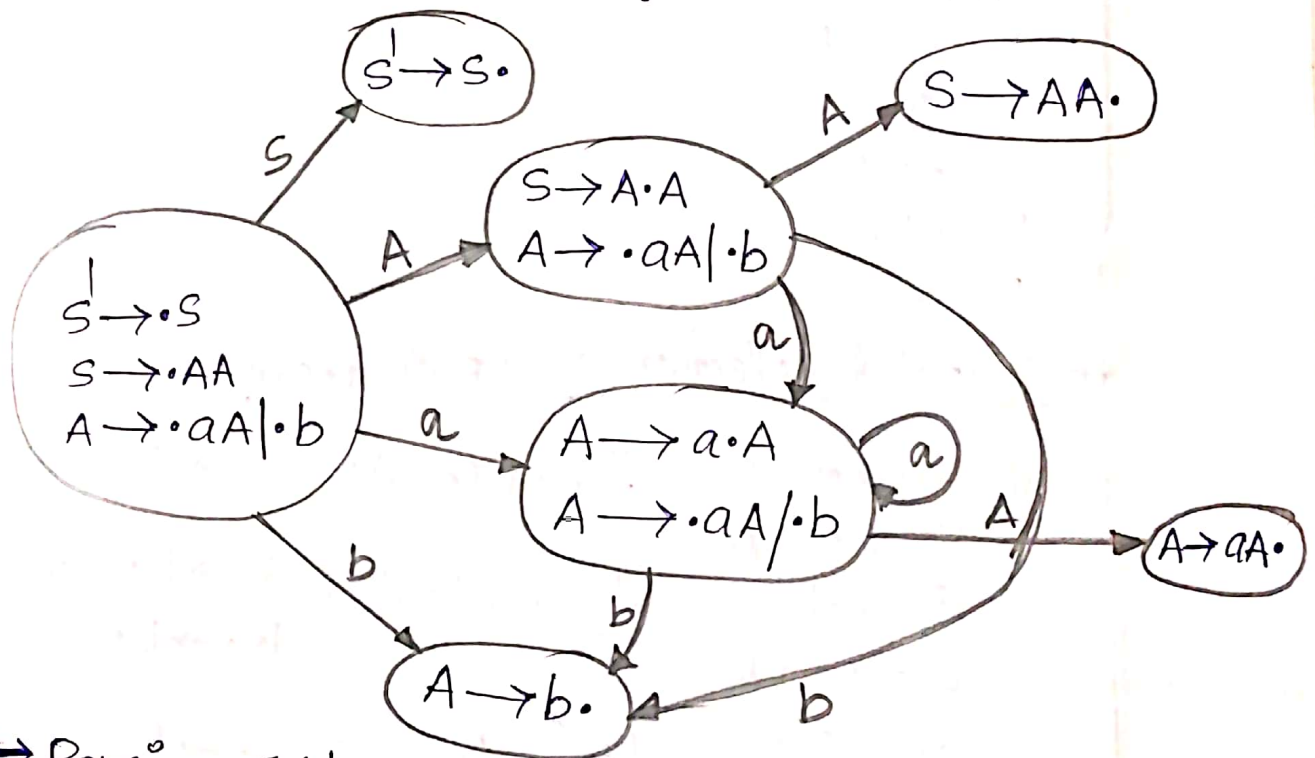 S' → S•
S → AA•
S
A
S → A•A
A → •aA|•b
A
S' → •S
S → •AA
A → •aA|•b
a
a
A → a•A
A → •aA/•b
a
A
A → aA•
b
b
A → b•
b
→